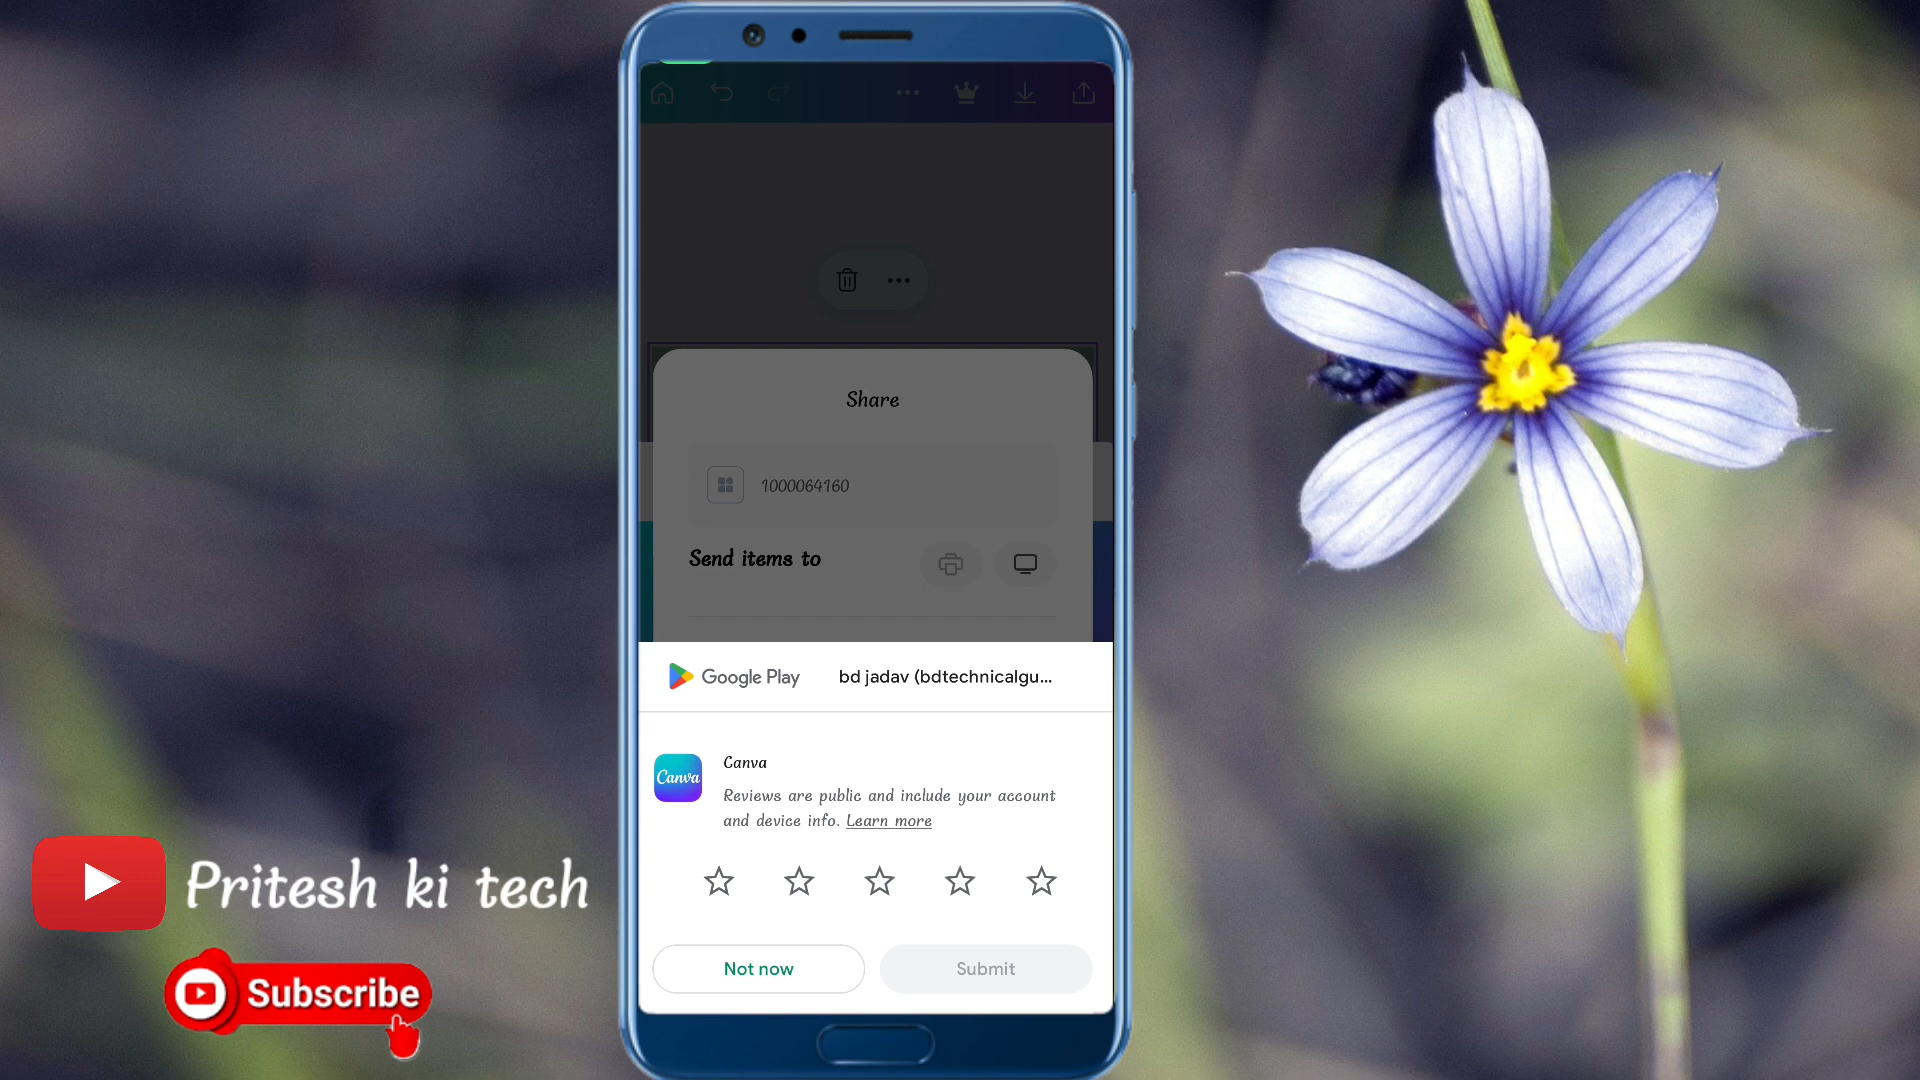 Share
1000064160
Send items to
Google Play
bd jadav (bdtechnicalgu...
Canva
Canva
Reviews are public and include your account
and device info. Learn more
Not now
Submit
Pritesh ki tech
Subscribe